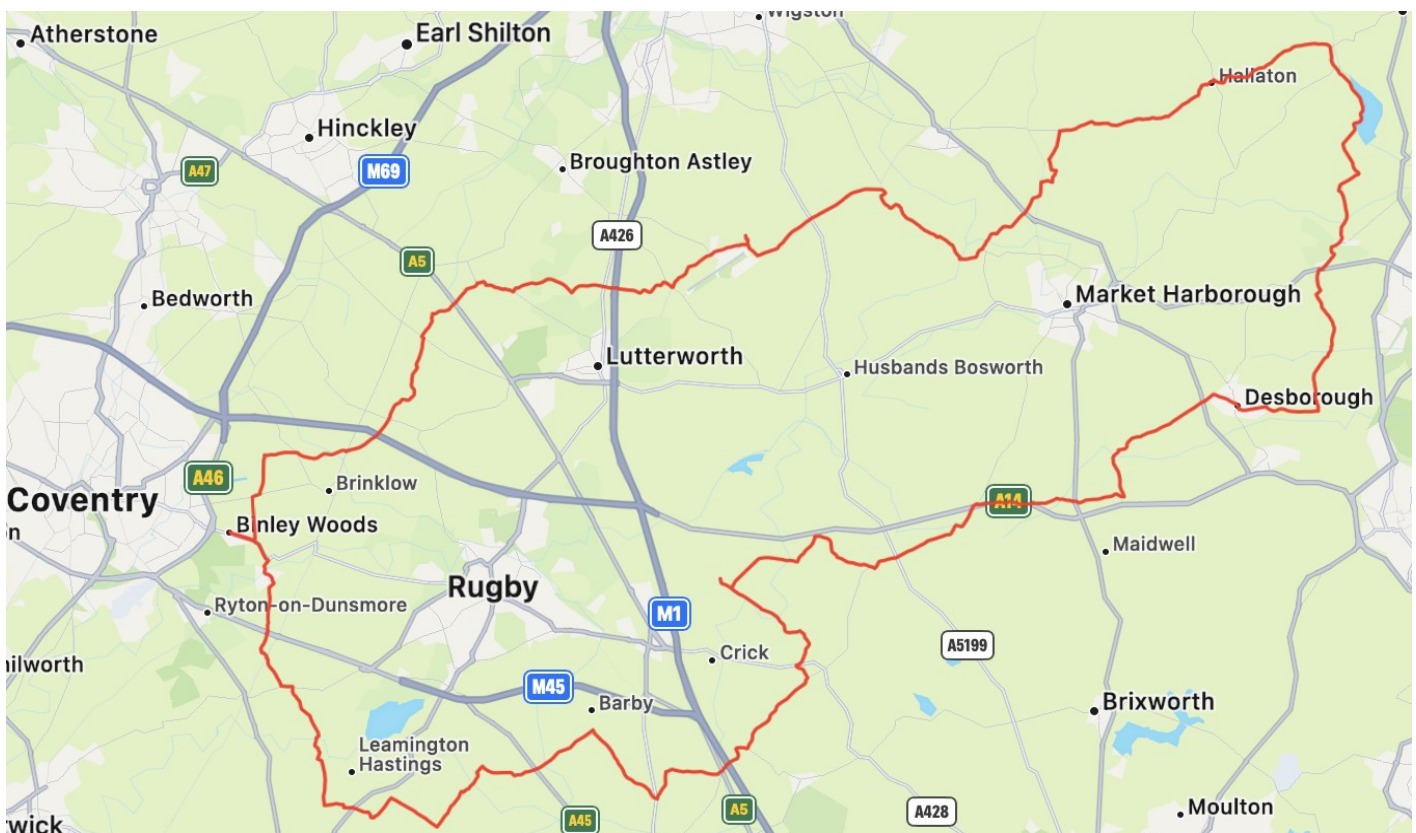 Wigston
Atherstone
Earl Shilton
Hallaton
Hinckley
Broughton Astley
A47
M69
A426
A5
Bedworth
Market Harborough
Lutterworth
Husbands Bosworth
Desborough
A46
Brinklow
Coventry
A14
Binley Woods
n
Maidwell
Rugby
Ryton-on-Dunsmore
M1
A5199
Crick
nilworth
M45
Barby
Brixworth
Leamington
Hastings
A5
A428
Moulton
A45
rwick